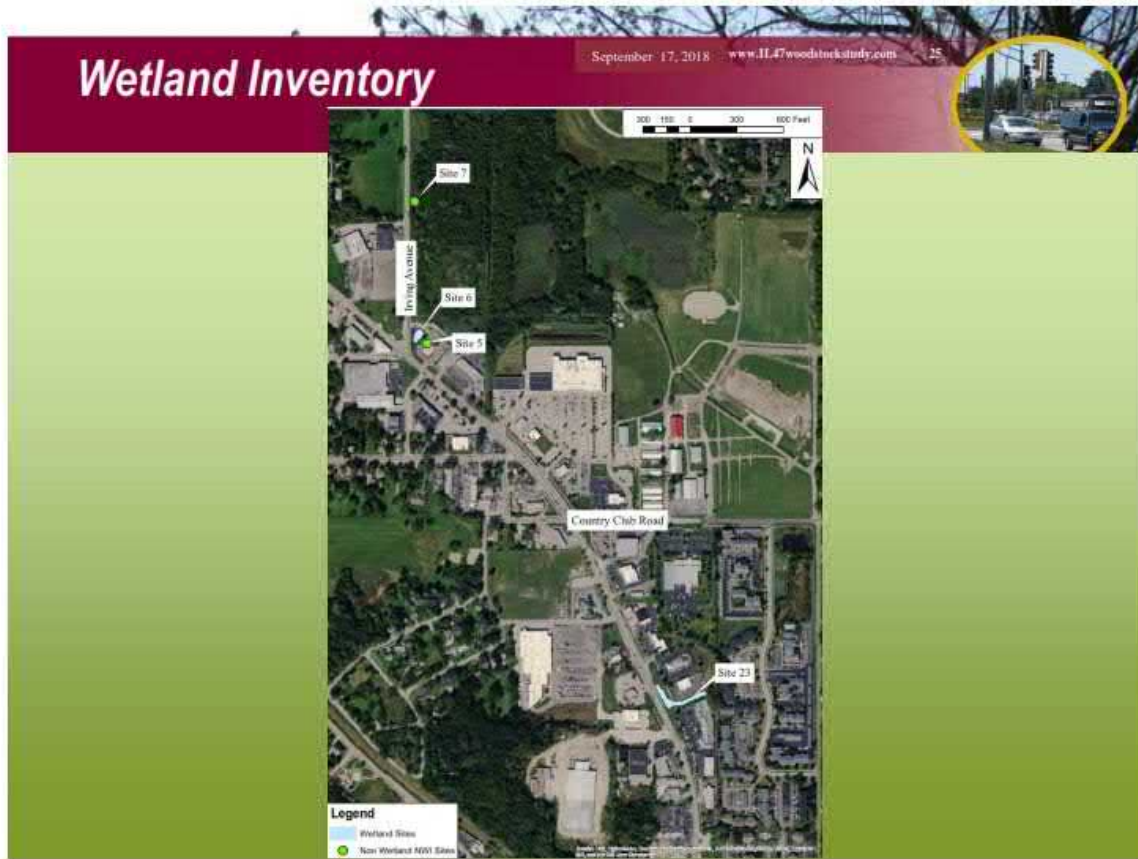 September 17, 2018 www.IL47woodstockstudy.com 25
Wetland Inventory
300 150 0 300 600 Feet
N
Site 7
Irving Avenue
Site 6
Site 5
Country Club Road
Site 23
Legend
Wetland Sites
Non Wetland NWI Sites